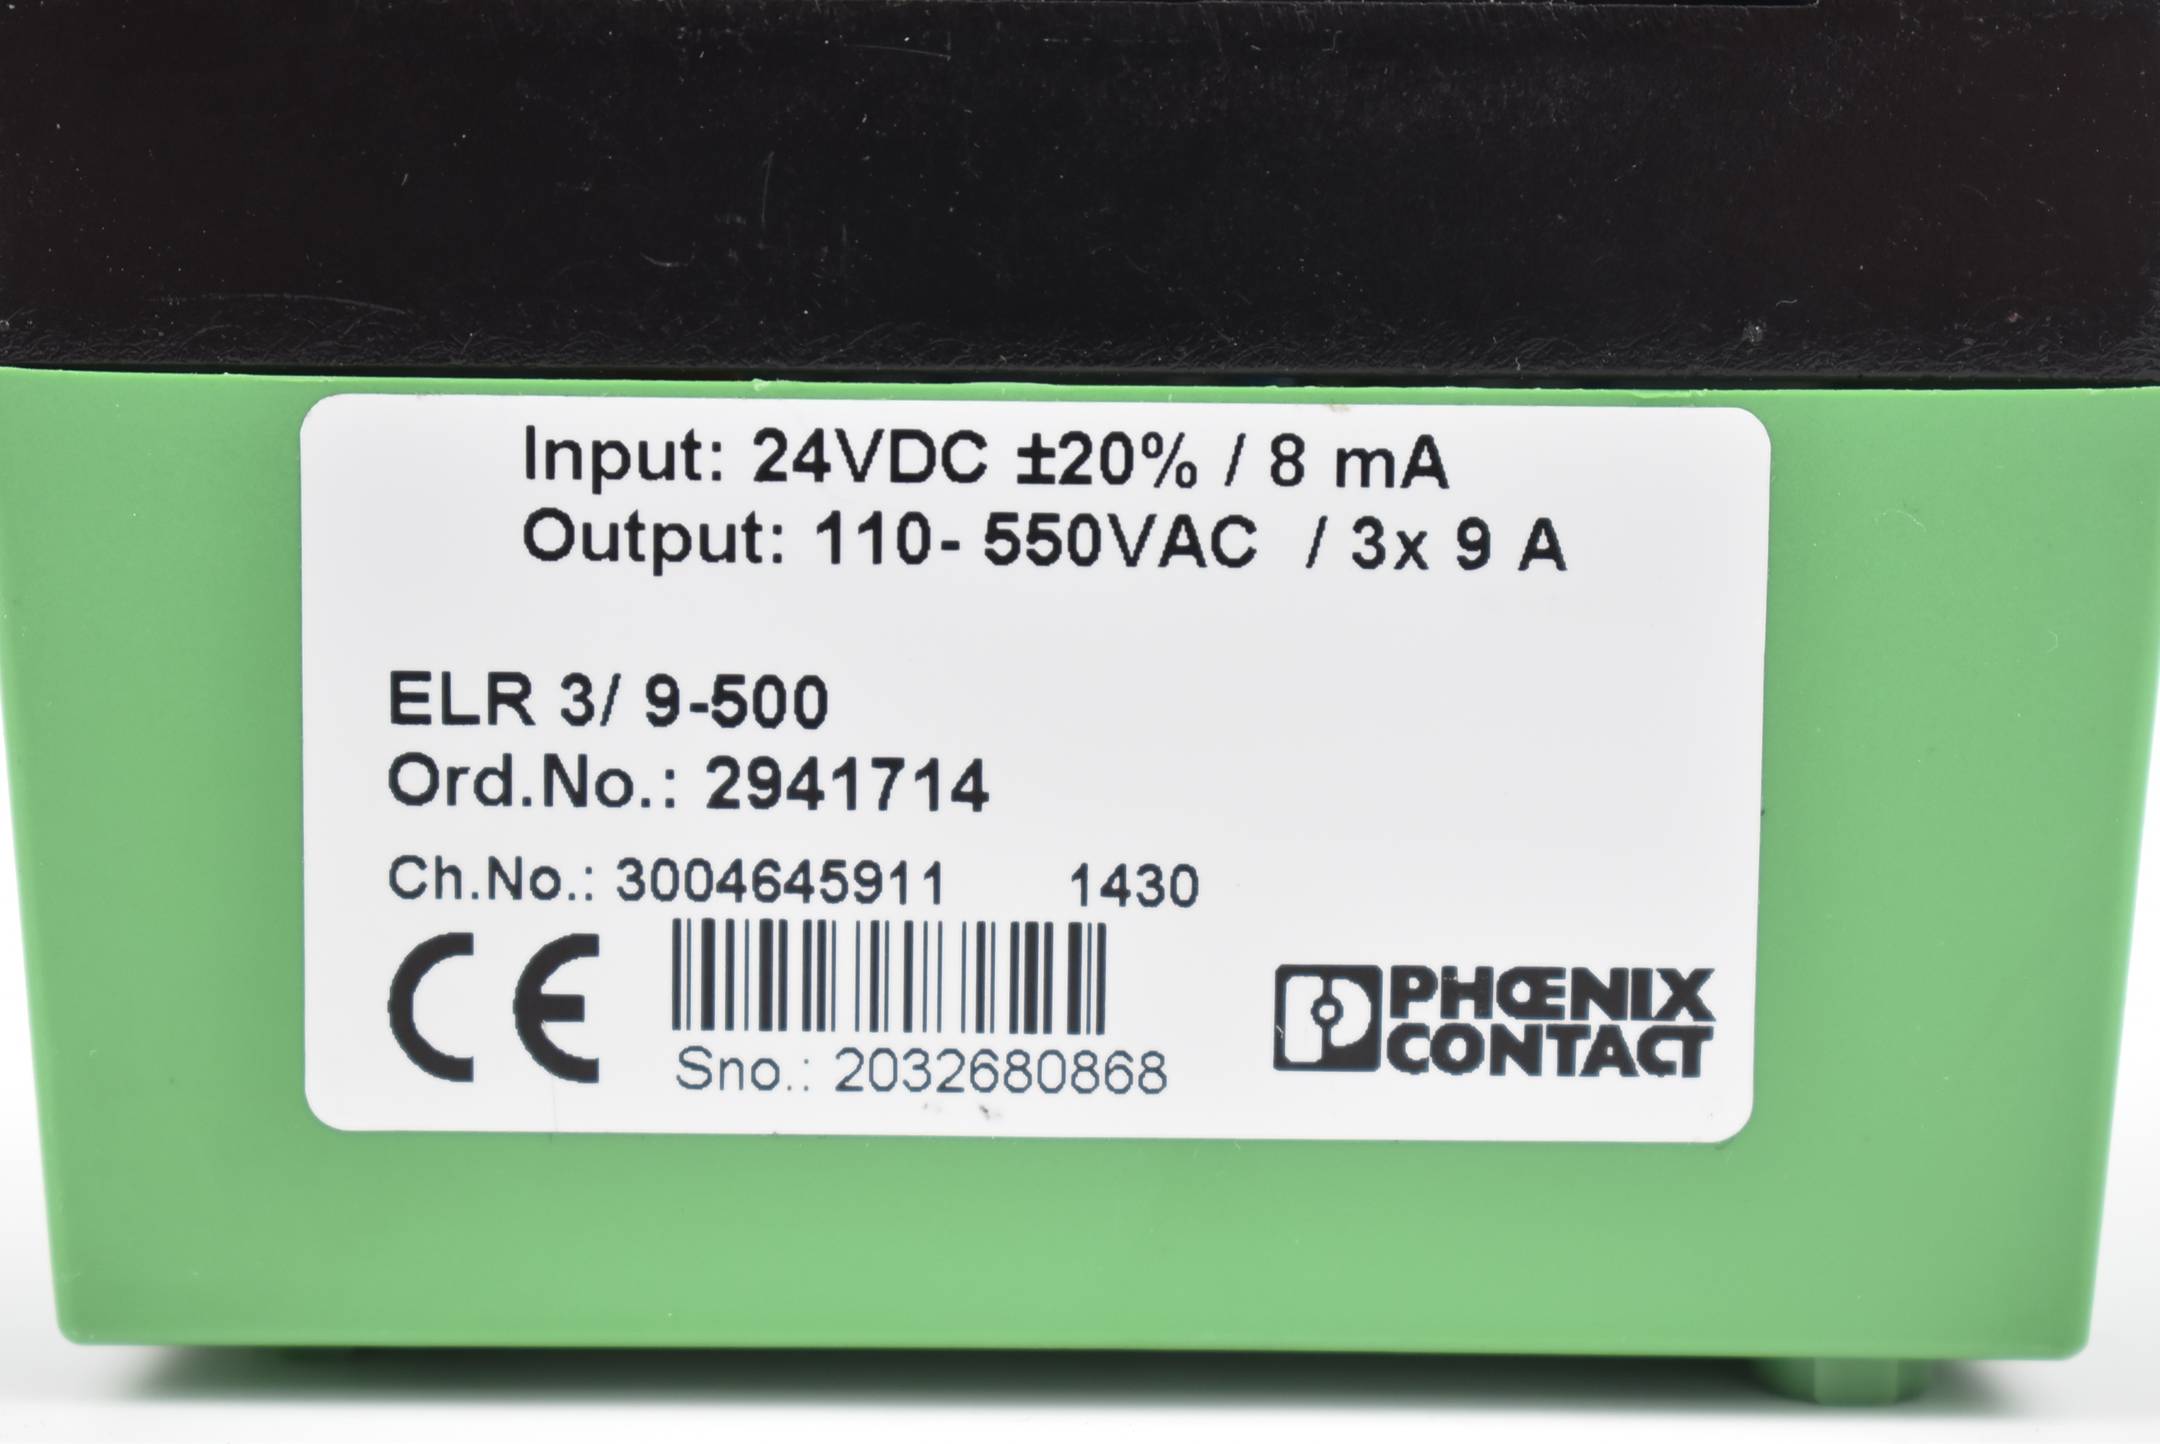 Input: 24VDC ±20% / 8 mA
Output: 110- 550VAC / 3x 9 A
ELR 3/ 9-500
Ord.No.: 2941714
Ch.No.: 3004645911 1430
CE
Sno.: 2032680868
PHŒNIX
CONTACT